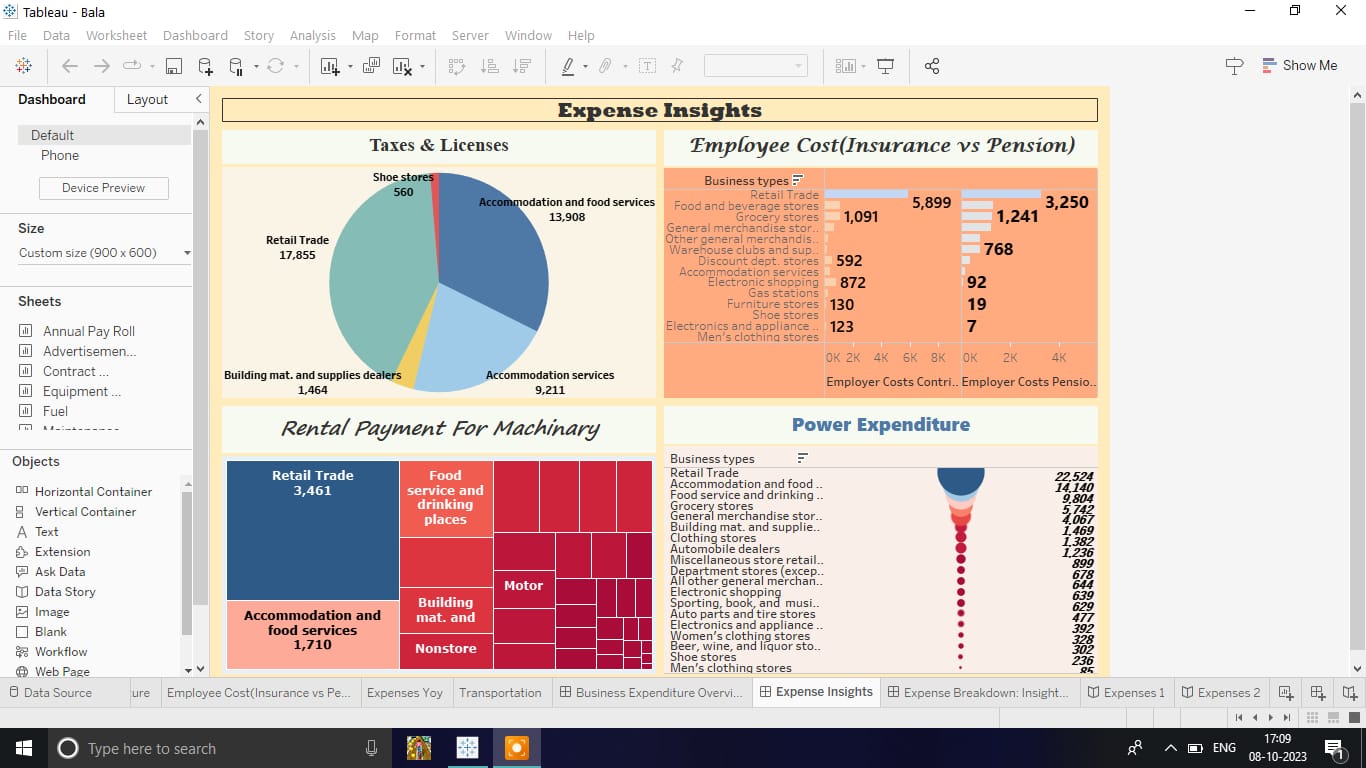 Tableau - Bala
File Data Worksheet Dashboard Story Analysis Map Format Server Window Help
Show Me
Dashboard Layout
Default
Phone
Device Preview
Size
Custom size (900 x 600)
Sheets
Annual Pay Roll
Advertisemen...
Contract ...
Equipment ...
Fuel
Objects
Horizontal Container
Vertical Container
Text
Extension
Ask Data
Data Story
Image
Blank
Workflow
Web Page
Expense Insights
Taxes & Licenses
Shoe stores
560
Accommodation and food services
13,908
Retail Trade
17,855
Building mat. and supplies dealers
1,464
Accommodation services
9,211
Employee Cost(Insurance vs Pension)
Business types
Retail Trade 5,899 3,250
Food and beverage stores
Grocery stores 1,091 1,241
General merchandise stor..
Other general merchandis..
Warehouse clubs and sup.. 768
Discount dept. stores 592
Accommodation services
Electronic shopping 872 92
Gas stations
Furniture stores 130 19
Shoe stores
Electronics and appliance .. 123 7
Men's clothing stores
0K 2K 4K 6K 8K 0K 2K 4K
Employer Costs Contri.. Employer Costs Pensio..
Rental Payment For Machinary
Retail Trade
3,461
Accommodation and
food services
1,710
Food
service and
drinking
places
Building
mat. and
Nonstore
Motor
Power Expenditure
Business types
Retail Trade 22,524
Accommodation and food .. 14,140
Food service and drinking .. 9,804
Grocery stores 5,742
General merchandise stor.. 4,067
Building mat. and supplie.. 1,469
Clothing stores 1,382
Automobile dealers 1,236
Miscellaneous store retail.. 899
Department stores (excep.. 678
All other general merchan.. 644
Electronic shopping 639
Sporting, book, and musi.. 629
Auto parts and tire stores 477
Electronics and appliance .. 392
Women's clothing stores 328
Beer, wine, and liquor sto.. 302
Shoe stores 236
Men's clothing stores 85
Data Source ture Employee Cost(Insurance vs Pe... Expenses Yoy Transportation Business Expenditure Overvi... Expense Insights Expense Breakdown: Insight... Expenses 1 Expenses 2
Type here to search
ENG
17:09
08-10-2023
1